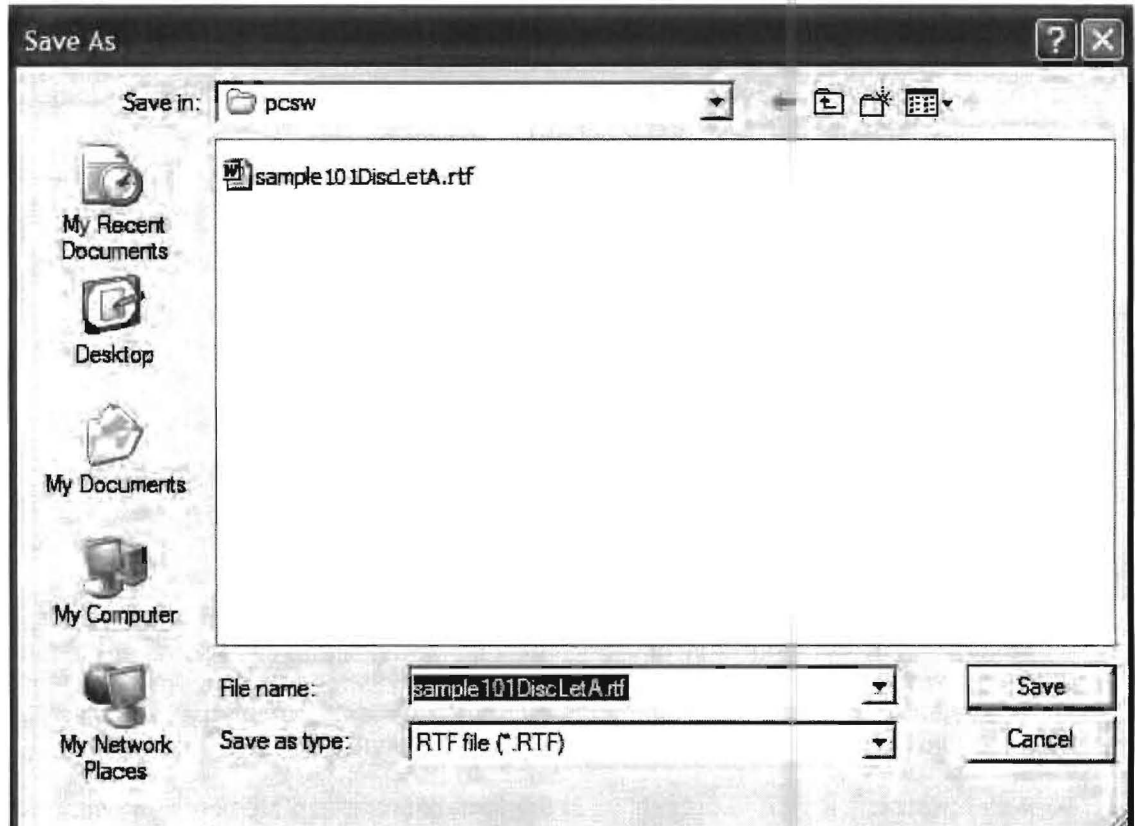 Save As
Save in: pcsw
sample101DiscLetA.rtf
My Recent
Documents
Desktop
My Documents
My Computer
My Network
Places
File name: sample101DiscLetA.rtf
Save
Save as type: RTF file (*.RTF)
Cancel